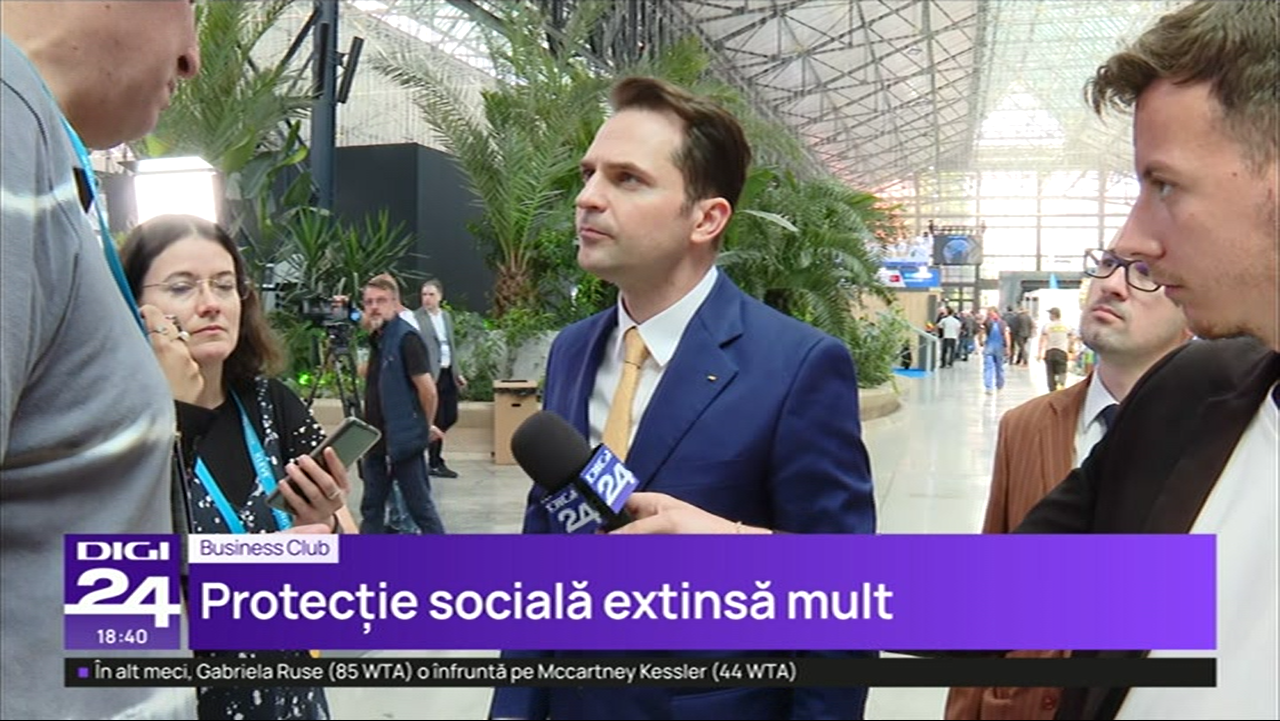 DIGI
24
DIGI
24
DIGI
24
18:40
Business Club
Protecție socială extinsă mult
În alt meci, Gabriela Ruse (85 WTA) o înfruntă pe Mccartney Kessler (44 WTA)